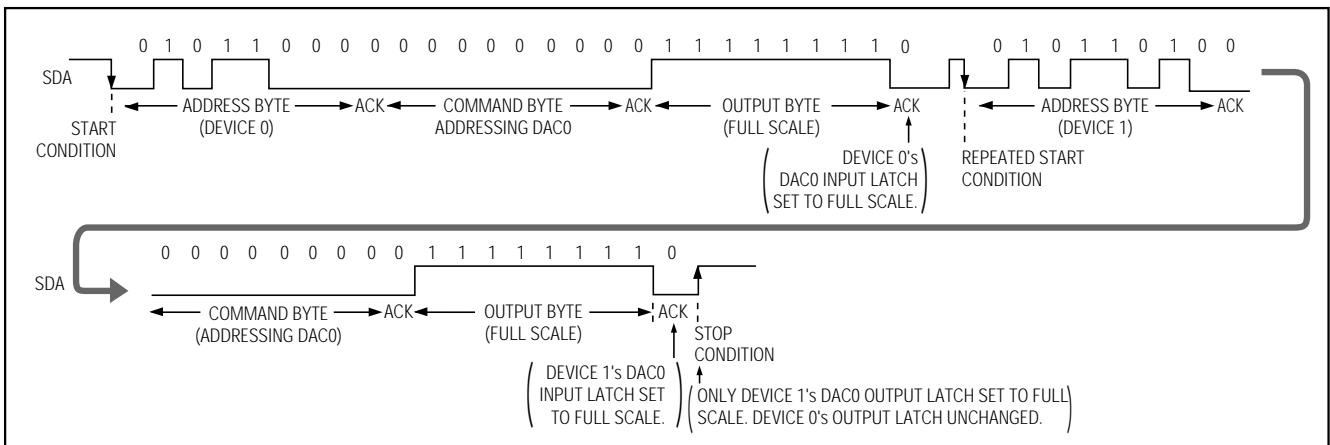 0 1 0 1 1 0 0 0 0 0 0 0 0 0 0 0 0 0 1 1 1 1 1 1 1 1 0 0 1 0 1 1 0 1 0 0
SDA
START CONDITION
ADDRESS BYTE
(DEVICE 0)
ACK
COMMAND BYTE
ADDRESSING DAC0
ACK
OUTPUT BYTE
(FULL SCALE)
ACK
DEVICE 0's
DAC0 INPUT LATCH
SET TO FULL SCALE.
REPEATED START
CONDITION
ADDRESS BYTE
(DEVICE 1)
ACK
0 0 0 0 0 0 0 0 0 1 1 1 1 1 1 1 1 0
SDA
COMMAND BYTE
(ADDRESSING DAC0)
ACK
OUTPUT BYTE
(FULL SCALE)
ACK
STOP
CONDITION
(DEVICE 1's DAC0
INPUT LATCH SET
TO FULL SCALE.)
(ONLY DEVICE 1's DAC0 OUTPUT LATCH SET TO FULL
SCALE. DEVICE 0's OUTPUT LATCH UNCHANGED.)